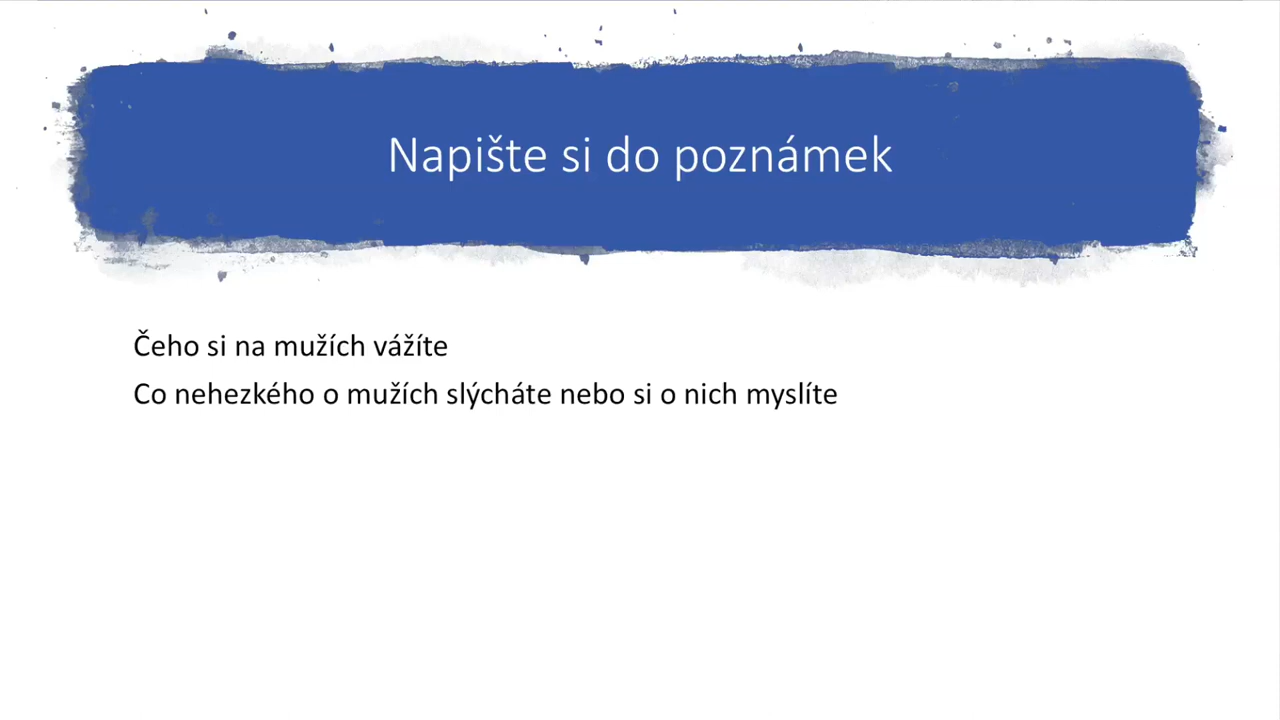 Napište si do poznámek
Čeho si na mužích vážíte
Co nehezkého o mužích slýcháte nebo si o nich myslíte